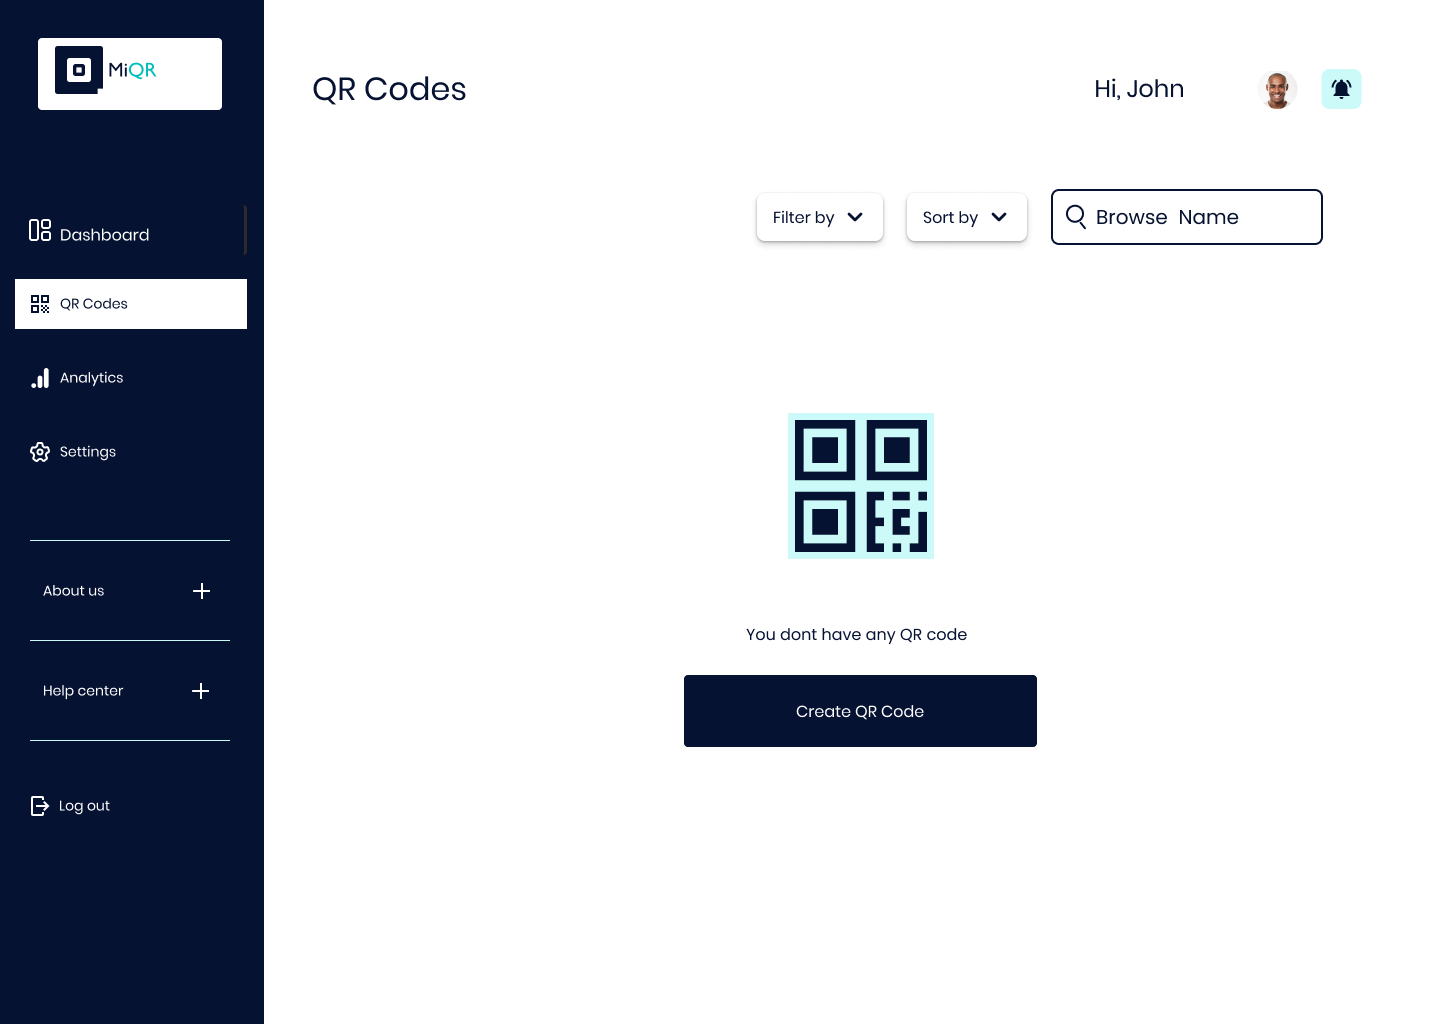 MiQR
QR Codes
Hi, John
Filter by
Sort by
Browse Name
Dashboard
QR Codes
Analytics
Settings
About us
Help center
Log out
You dont have any QR code
Create QR Code